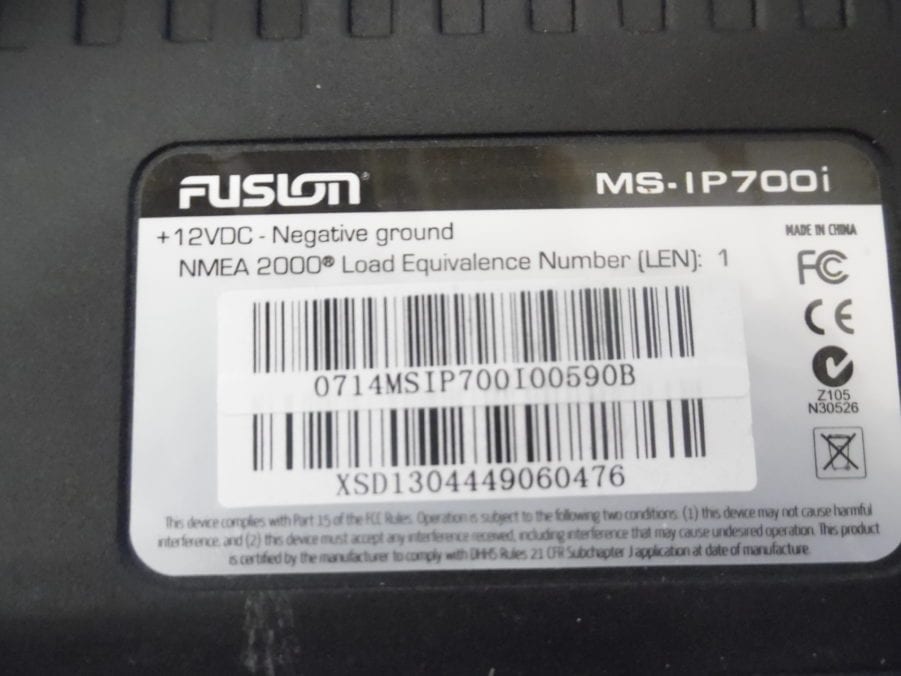 FUSION®
MS-IP700i
+12VDC - Negative ground
NMEA 2000® Load Equivalence Number (LEN): 1
MADE IN CHINA
FC
CE
Z105
N30526
0714MSIP700I00590B
XSD1304449060476
This device complies with Part 15 of the FCC Rules. Operation is subject to the following two conditions: (1) this device may not cause harmful
interference, and (2) this device must accept any interference received, including interference that may cause undesired operation. This product
is certified by the manufacturer to comply with DHHS Rules 21 CFR Subchapter J application at date of manufacture.